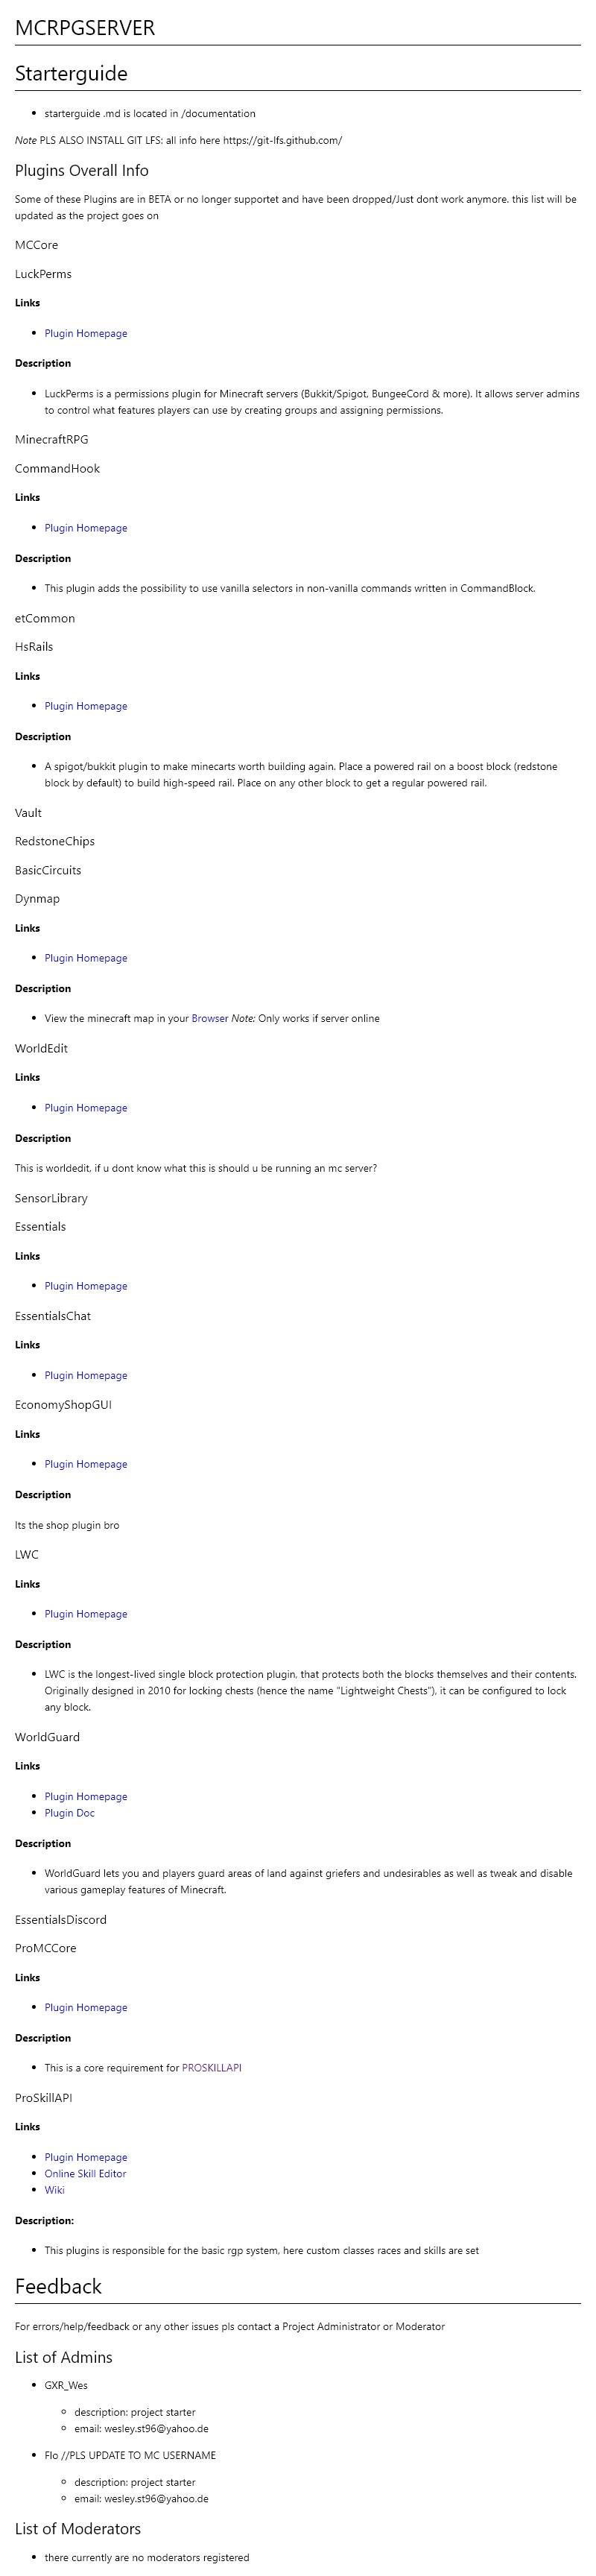 MCRPGSERVER
Starterguide
starterguide .md is located in /documentation
Note PLS ALSO INSTALL GIT LFS: all info here https://git-lfs.github.com/
Plugins Overall Info
Some of these Plugins are in BETA or no longer supportet and have been dropped/Just dont work anymore. this list will be
updated as the project goes on
MCCore
LuckPerms
Links
Plugin Homepage
Description
LuckPerms is a permissions plugin for Minecraft servers (Bukkit/Spigot, BungeeCord & more). It allows server admins
to control what features players can use by creating groups and assigning permissions.
MinecraftRPG
CommandHook
Links
Plugin Homepage
Description
This plugin adds the possibility to use vanilla selectors in non-vanilla commands written in CommandBlock.
etCommon
HsRails
Links
Plugin Homepage
Description
A spigot/bukkit plugin to make minecarts worth building again. Place a powered rail on a boost block (redstone
block by default) to build high-speed rail. Place on any other block to get a regular powered rail.
Vault
RedstoneChips
BasicCircuits
Dynmap
Links
Plugin Homepage
Description
View the minecraft map in your Browser Note: Only works if server online
WorldEdit
Links
Plugin Homepage
Description
This is worldedit, if u dont know what this is should u be running an mc server?
SensorLibrary
Essentials
Links
Plugin Homepage
EssentialsChat
Links
Plugin Homepage
EconomyShopGUI
Links
Plugin Homepage
Description
Its the shop plugin bro
LWC
Links
Plugin Homepage
Description
LWC is the longest-lived single block protection plugin, that protects both the blocks themselves and their contents.
Originally designed in 2010 for locking chests (hence the name "Lightweight Chests"), it can be configured to lock
any block.
WorldGuard
Links
Plugin Homepage
Plugin Doc
Description
WorldGuard lets you and players guard areas of land against griefers and undesirables as well as tweak and disable
various gameplay features of Minecraft.
EssentialsDiscord
ProMCCore
Links
Plugin Homepage
Description
This is a core requirement for PROSKILLAPI
ProSkillAPI
Links
Plugin Homepage
Online Skill Editor
Wiki
Description:
This plugins is responsible for the basic rgp system, here custom classes races and skills are set
Feedback
For errors/help/feedback or any other issues pls contact a Project Administrator or Moderator
List of Admins
GXR_Wes
description: project starter
email: wesley.st96@yahoo.de
Flo //PLS UPDATE TO MC USERNAME
description: project starter
email: wesley.st96@yahoo.de
List of Moderators
there currently are no moderators registered